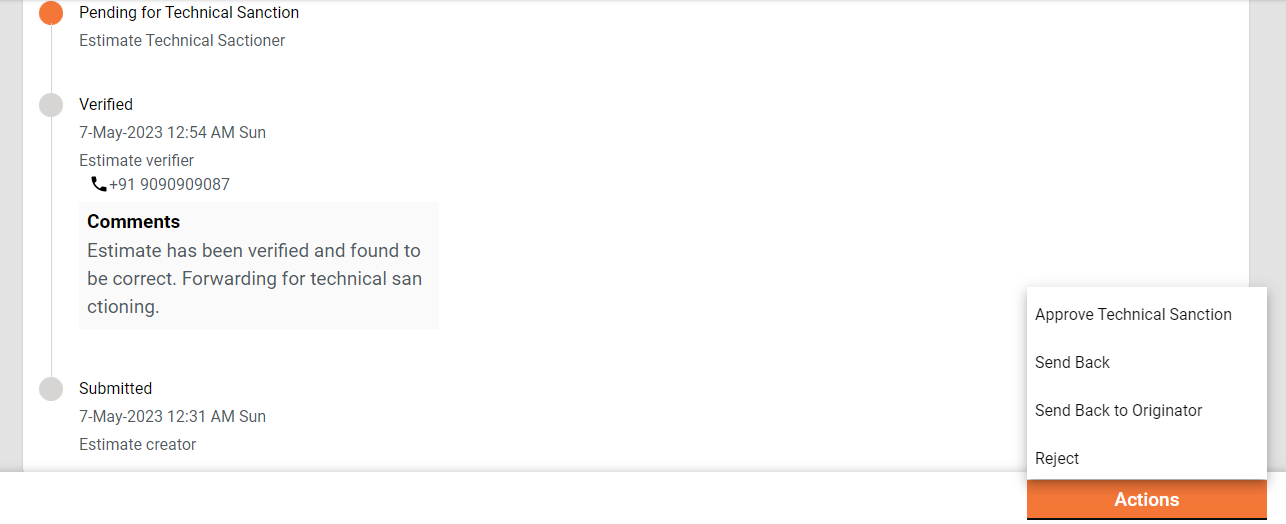 Pending for Technical Sanction
Estimate Technical Sactioner
Verified
7-May-2023 12:54 AM Sun
Estimate verifier
+91 9090909087
Comments
Estimate has been verified and found to
be correct. Forwarding for technical san
ctioning.
Submitted
7-May-2023 12:31 AM Sun
Estimate creator
Approve Technical Sanction
Send Back
Send Back to Originator
Reject
Actions